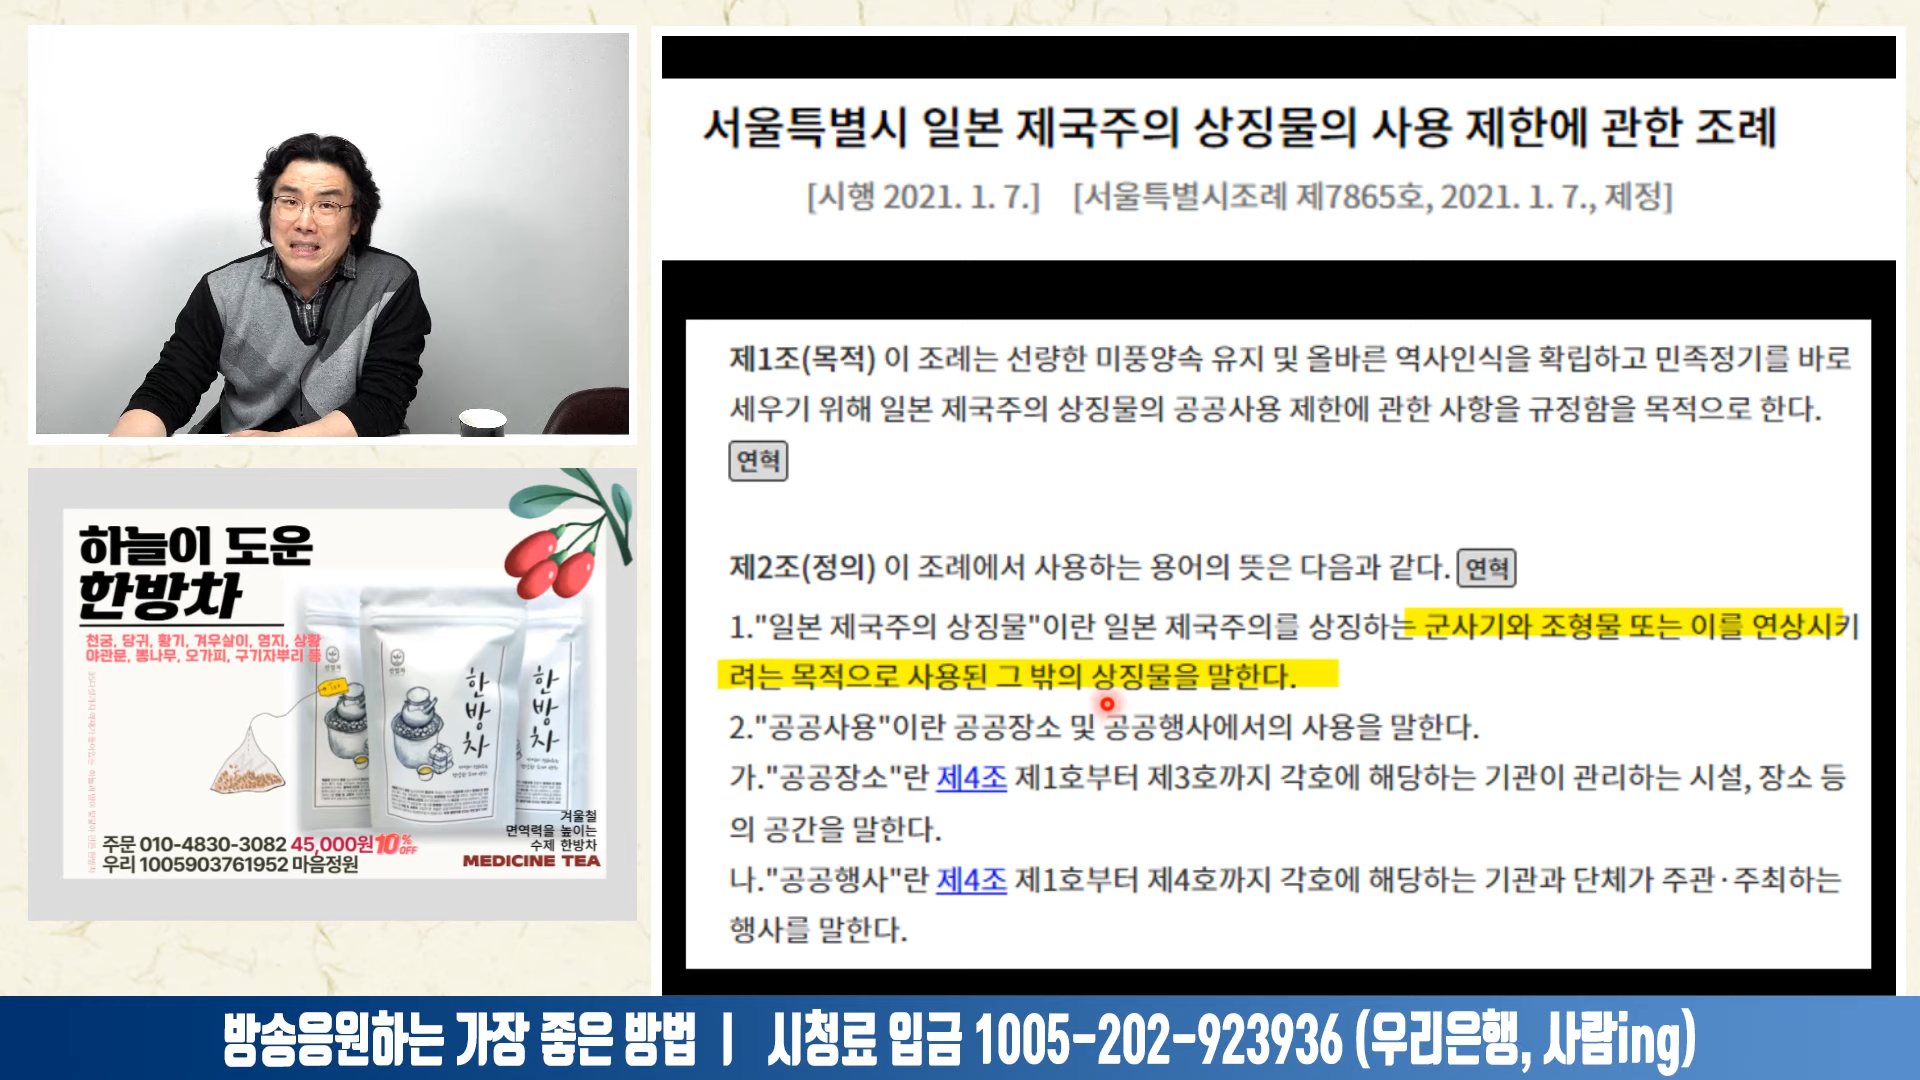 서울특별시 일본 제국주의 상징물의 사용 제한에 관한 조례
[시행 2021. 1. 7.] [서울특별시조례 제7865호, 2021. 1. 7., 제정]
제1조(목적) 이 조례는 선량한 미풍양속 유지 및 올바른 역사인식을 확립하고 민족정기를 바로
세우기 위해 일본 제국주의 상징물의 공공사용 제한에 관한 사항을 규정함을 목적으로 한다.
연혁
제2조(정의) 이 조례에서 사용하는 용어의 뜻은 다음과 같다. 연혁
1."일본 제국주의 상징물"이란 일본 제국주의를 상징하는 군사기와 조형물 또는 이를 연상시키
려는 목적으로 사용된 그 밖의 상징물을 말한다.
2."공공사용"이란 공공장소 및 공공행사에서의 사용을 말한다.
가."공공장소"란 제4조 제1호부터 제3호까지 각호에 해당하는 기관이 관리하는 시설, 장소 등
의 공간을 말한다.
나."공공행사"란 제4조 제1호부터 제4호까지 각호에 해당하는 기관과 단체가 주관·주최하는
행사를 말한다.
하늘이 도운
한방차
천궁, 당귀, 황기, 겨우살이, 영지, 상황
야관문, 뽕나무, 오가피, 구기자뿌리 등
한방차
한방차
주문 010-4830-3082 45,000원 10% OFF
우리 1005903761952 마음정원
겨울철
면역력을 높이는
수제 한방차
MEDICINE TEA
방송응원하는 가장 좋은 방법 ㅣ 시청료 입금 1005-202-923936 (우리은행, 사람ing)